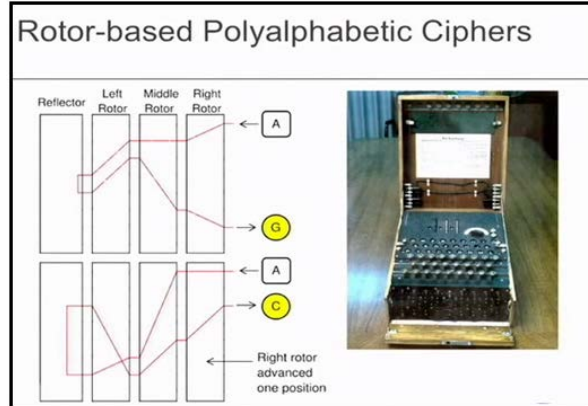 Rotor-based Polyalphabetic Ciphers
Reflector
Left
Rotor
Middle
Rotor
Right
Rotor
A
G
A
C
Right rotor
advanced
one position